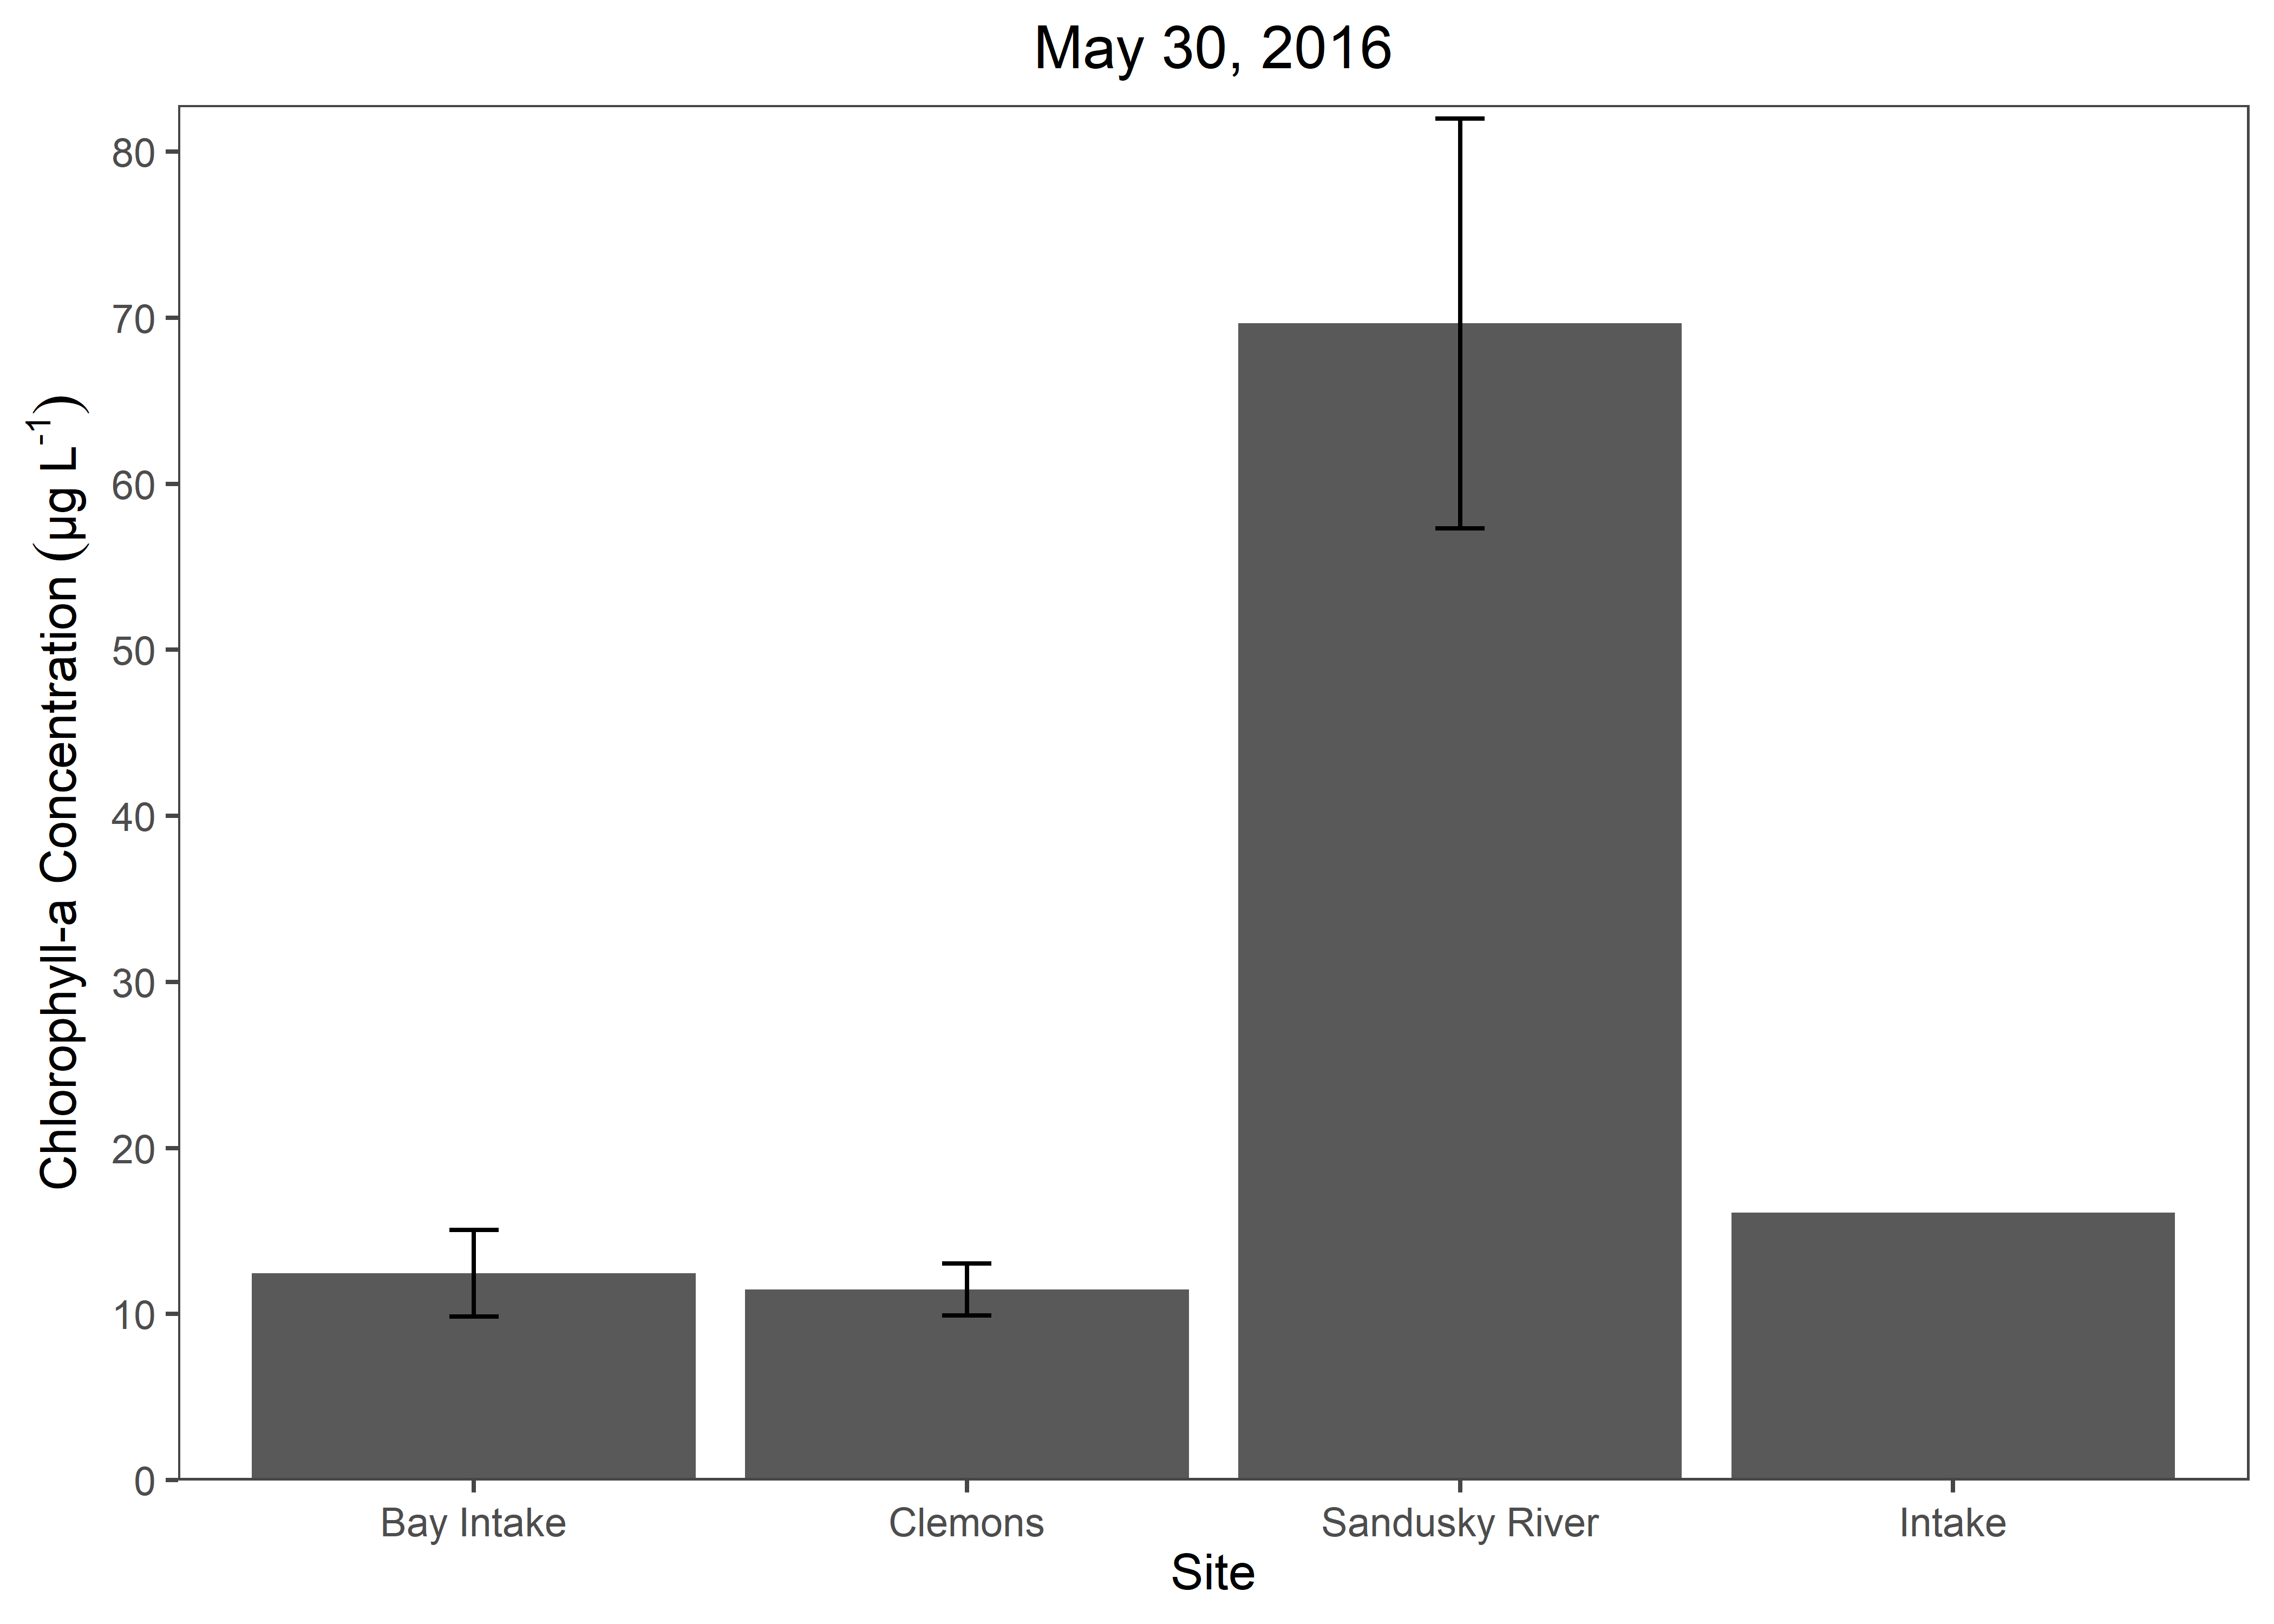 May 30, 2016
Chlorophyll-a Concentration (µg L⁻¹)
80
70
60
50
40
30
20
10
0
Bay Intake
Clemons
Sandusky River
Intake
Site